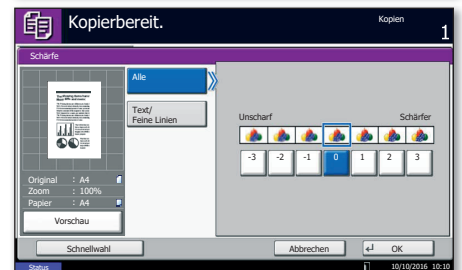 Kopierbereit.
Kopien
1
Schärfe
Alle
Text/
Feine Linien
Unscharf
Schärfer
-3 -2 -1 0 1 2 3
Original : A4
Zoom : 100%
Papier : A4
Vorschau
Schnellwahl
Abbrechen
OK
Status
10/10/2016 10:10